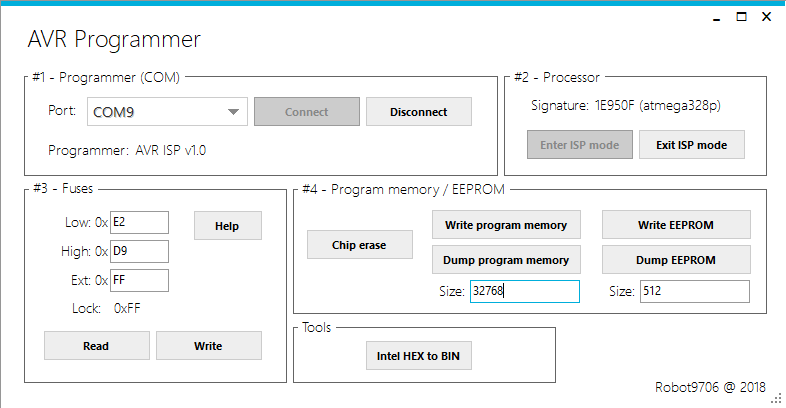 AVR Programmer
#1 - Programmer (COM)
Port: COM9 Connect Disconnect
Programmer: AVR ISP v1.0
#2 - Processor
Signature: 1E950F (atmega328p)
Enter ISP mode Exit ISP mode
#3 - Fuses
Low: 0x E2 Help
High: 0x D9
Ext: 0x FF
Lock: 0xFF
Read Write
#4 - Program memory / EEPROM
Chip erase
Write program memory Write EEPROM
Dump program memory Dump EEPROM
Size: 32768 Size: 512
Tools
Intel HEX to BIN
Robot9706 @ 2018